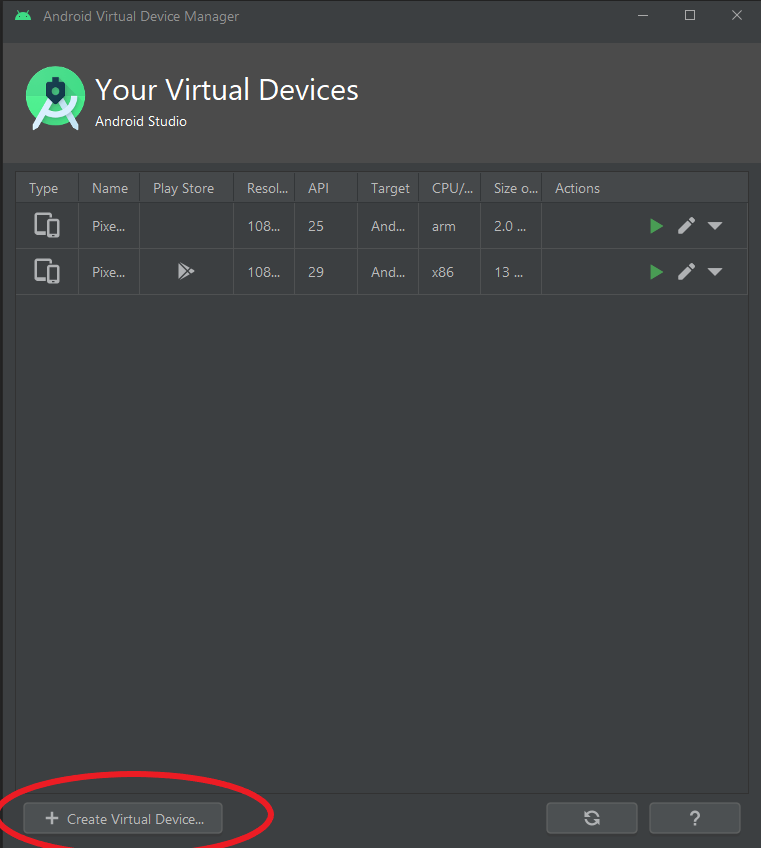 Android Virtual Device Manager
Your Virtual Devices
Android Studio
Type Name Play Store Resol... API Target CPU/... Size o... Actions
Pixe... 108... 25 And... arm 2.0 ...
Pixe... 108... 29 And... x86 13 ...
+ Create Virtual Device... ?